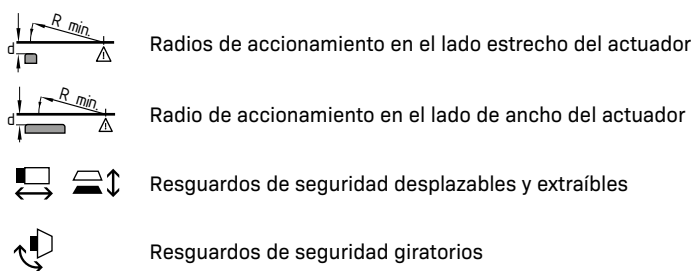 R min.
d
Radios de accionamiento en el lado estrecho del actuador
R min.
d
Radio de accionamiento en el lado de ancho del actuador
Resguardos de seguridad desplazables y extraíbles
Resguardos de seguridad giratorios